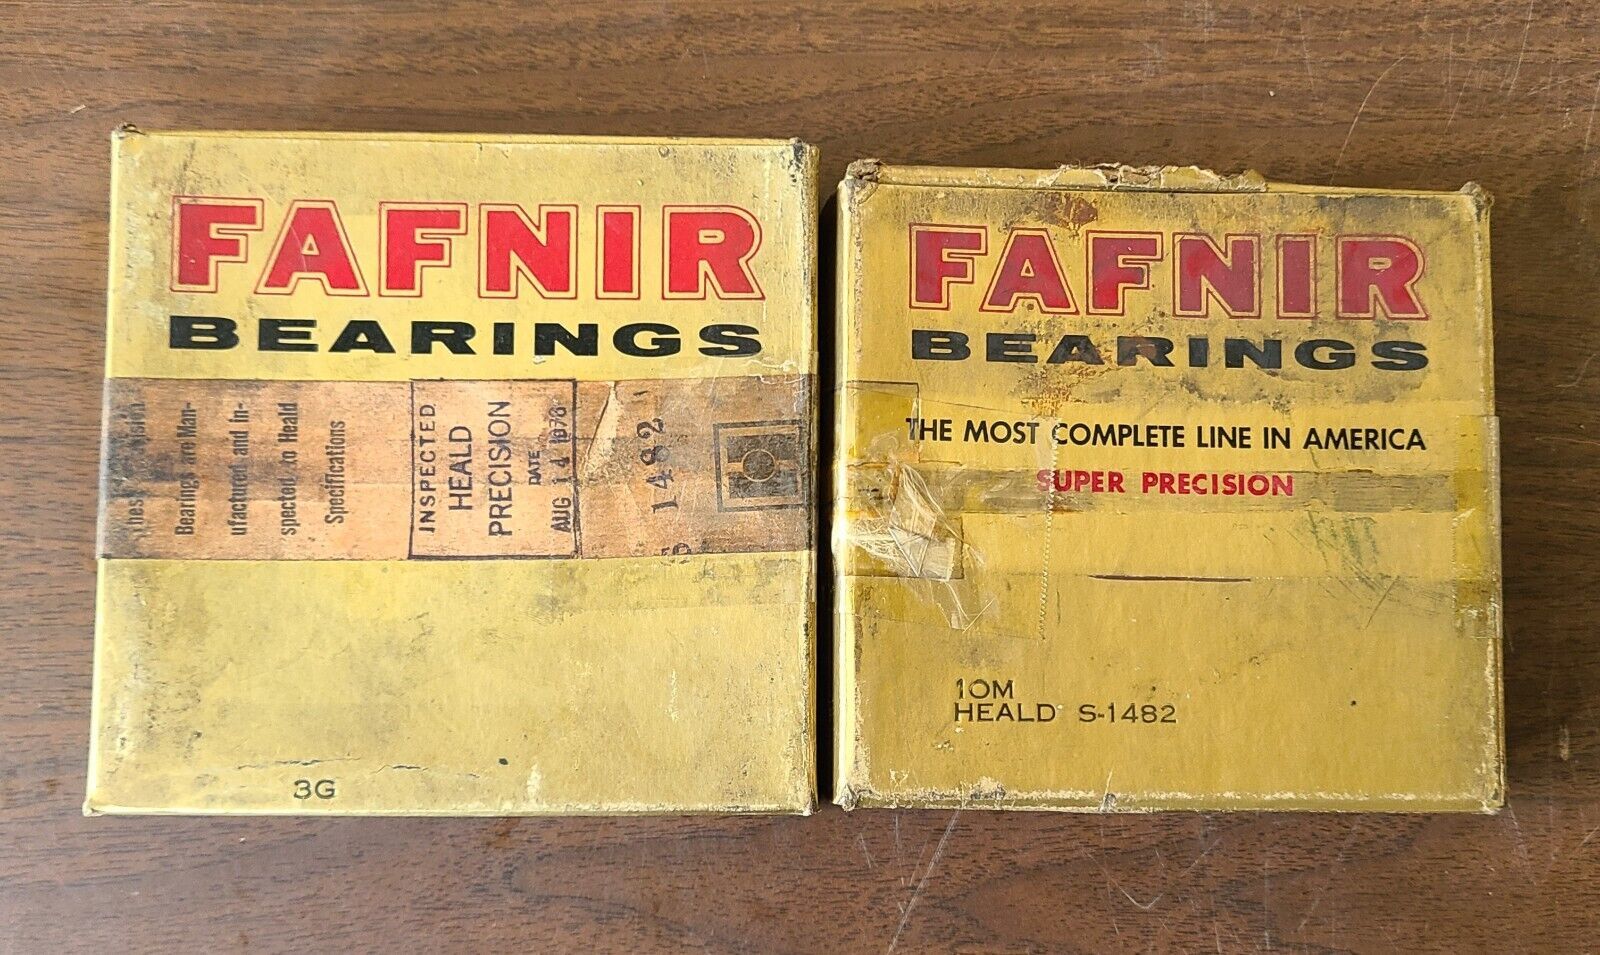 FAFNIR
BEARINGS
Bearings are Man-
ufactured and in-
spected to Heald
Specifications
INSPECTED
HEALD
PRECISION
DATE
AUG 14 1978
1482
3G
FAFNIR
BEARINGS
THE MOST COMPLETE LINE IN AMERICA
SUPER PRECISION
10M
HEALD S-1482